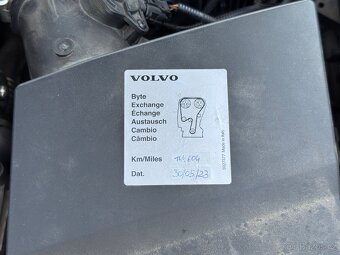 VOLVO
Byte
Exchange
Échange
Austausch
Cambio
Câmbio
Km/Miles
Dat. 30/05/23